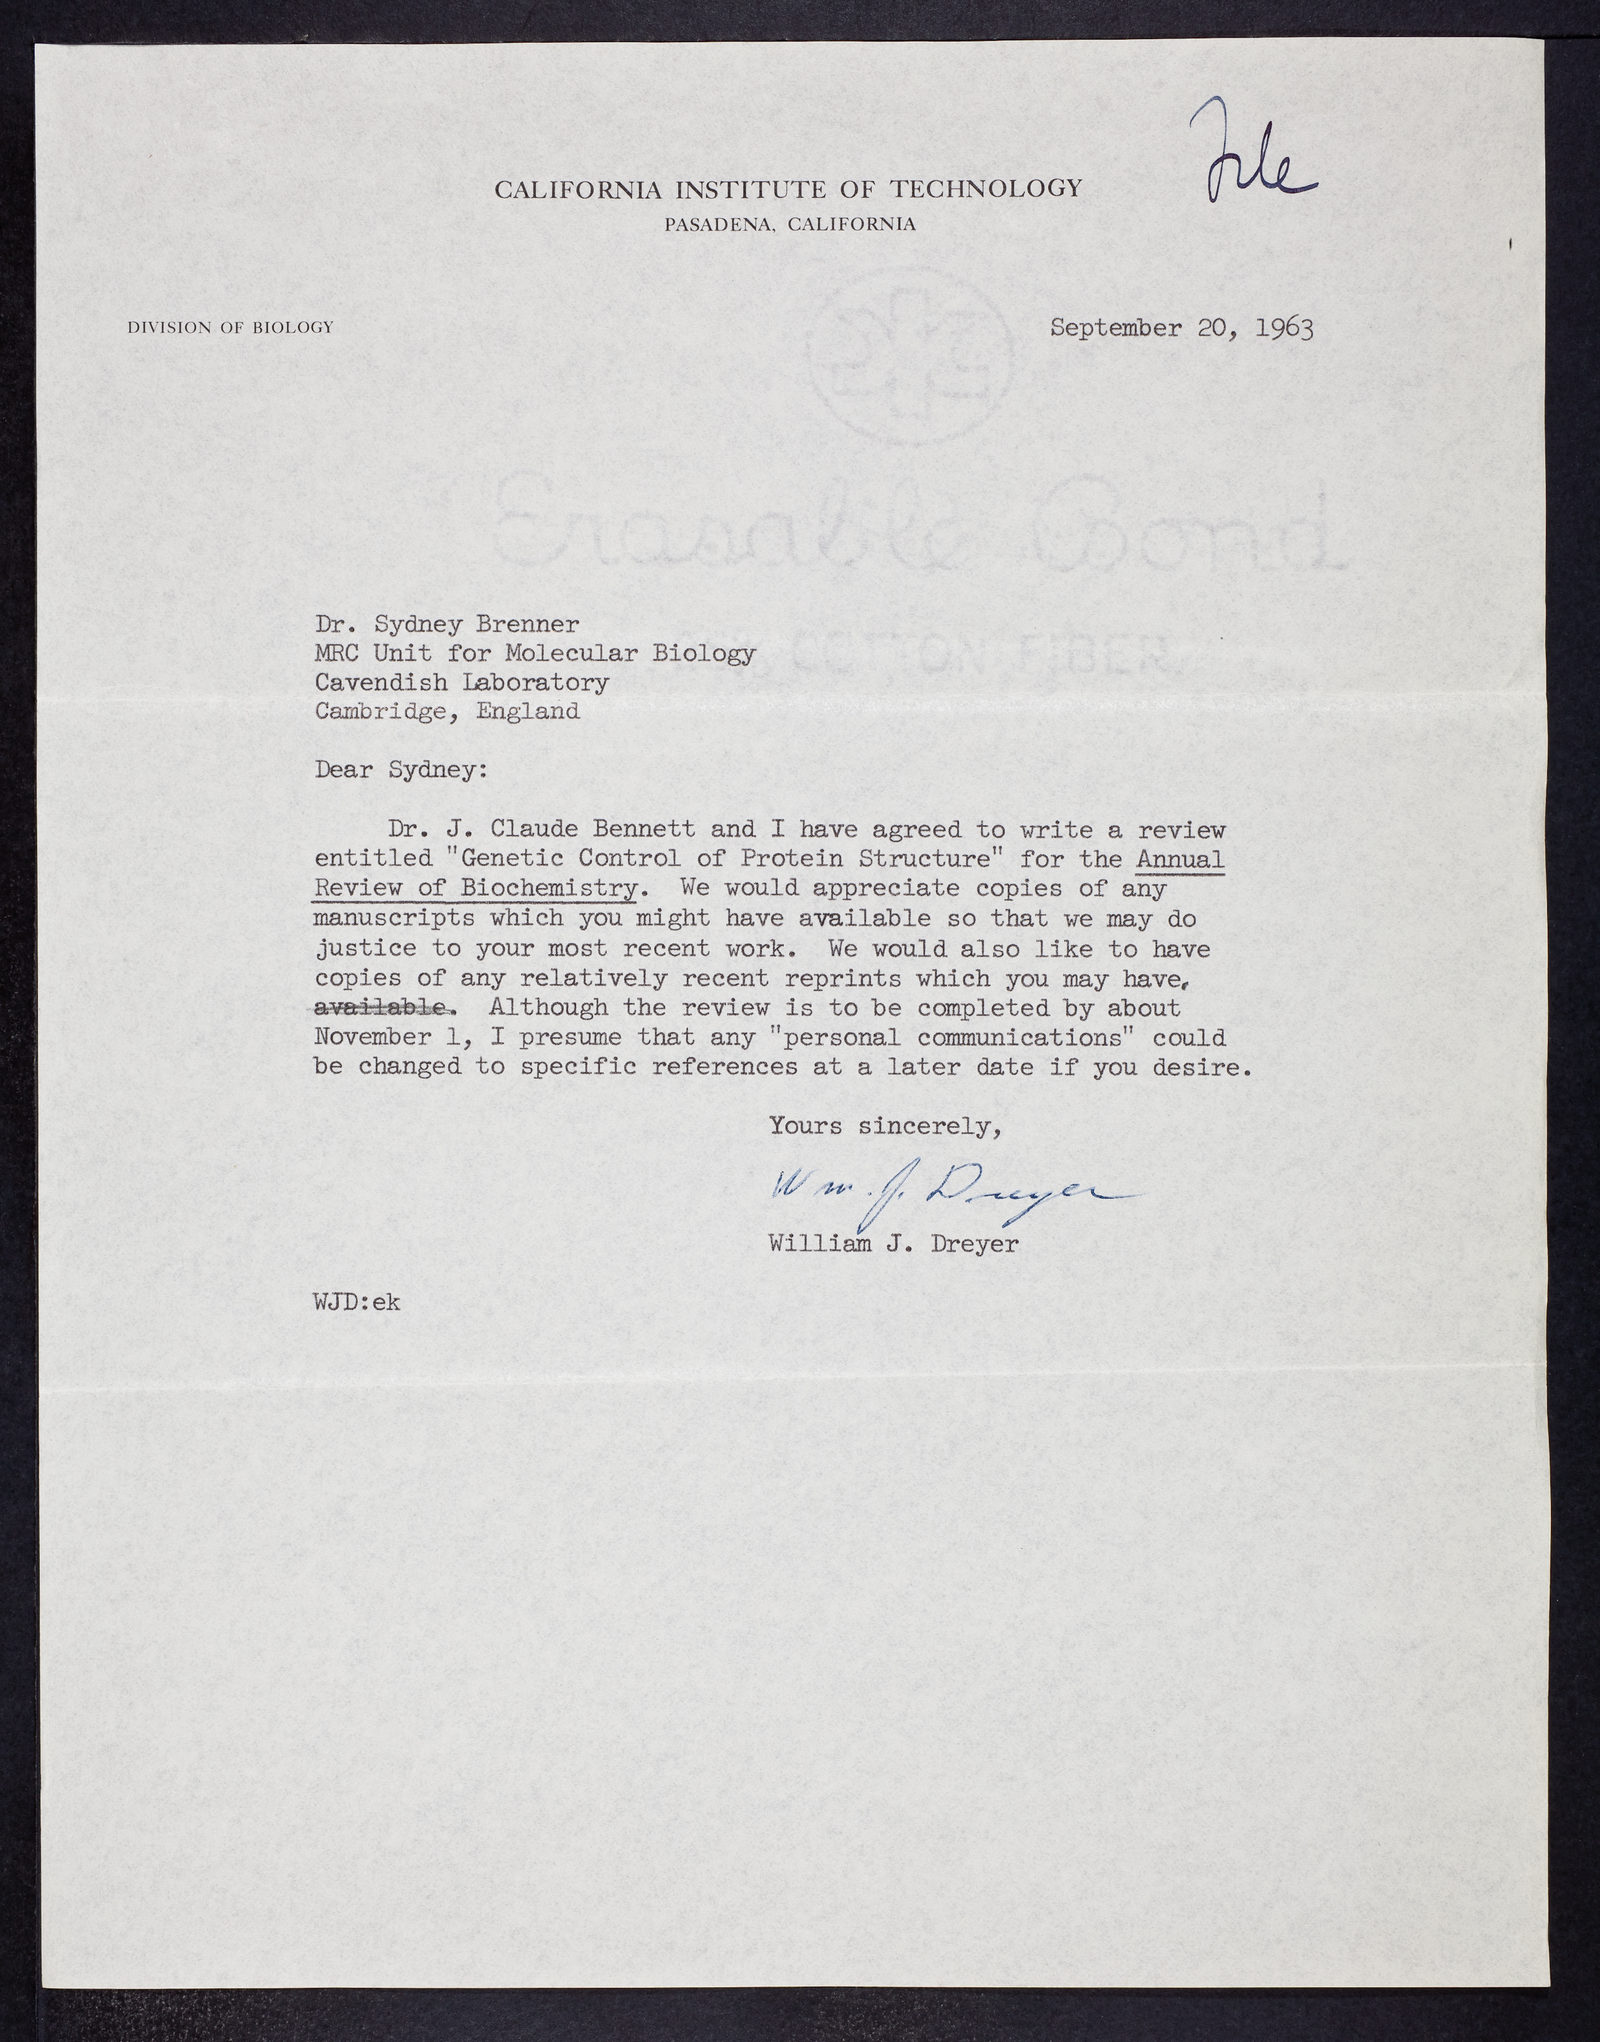 File
CALIFORNIA INSTITUTE OF TECHNOLOGY
PASADENA, CALIFORNIA
DIVISION OF BIOLOGY
September 20, 1963
Dr. Sydney Brenner
MRC Unit for Molecular Biology
Cavendish Laboratory
Cambridge, England
Dear Sydney:
Dr. J. Claude Bennett and I have agreed to write a review
entitled "Genetic Control of Protein Structure" for the Annual
Review of Biochemistry. We would appreciate copies of any
manuscripts which you might have available so that we may do
justice to your most recent work. We would also like to have
copies of any relatively recent reprints which you may have.
available. Although the review is to be completed by about
November 1, I presume that any "personal communications" could
be changed to specific references at a later date if you desire.
Yours sincerely,
Wm. J. Dreyer
William J. Dreyer
WJD:ek